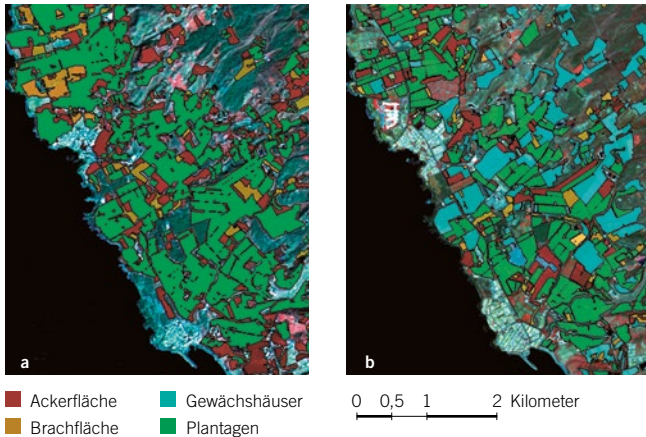 a
b
Ackerfläche
Gewächshäuser
0 0,5 1 2 Kilometer
Brachfläche
Plantagen